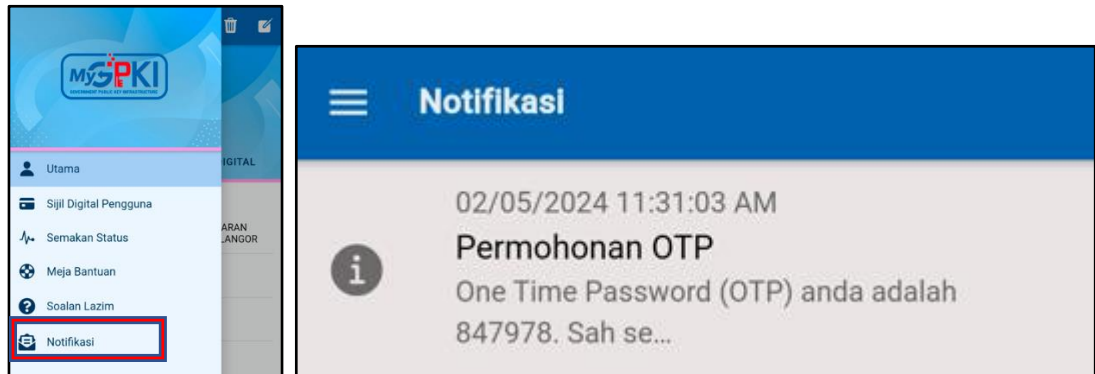 MyGPKI
GOVERNMENT PUBLIC KEY INFRASTRUCTURE
IGITAL
Utama
Sijil Digital Pengguna
ARAN
LANGOR
Semakan Status
Meja Bantuan
Soalan Lazim
Notifikasi
Notifikasi
02/05/2024 11:31:03 AM
Permohonan OTP
One Time Password (OTP) anda adalah
847978. Sah se...